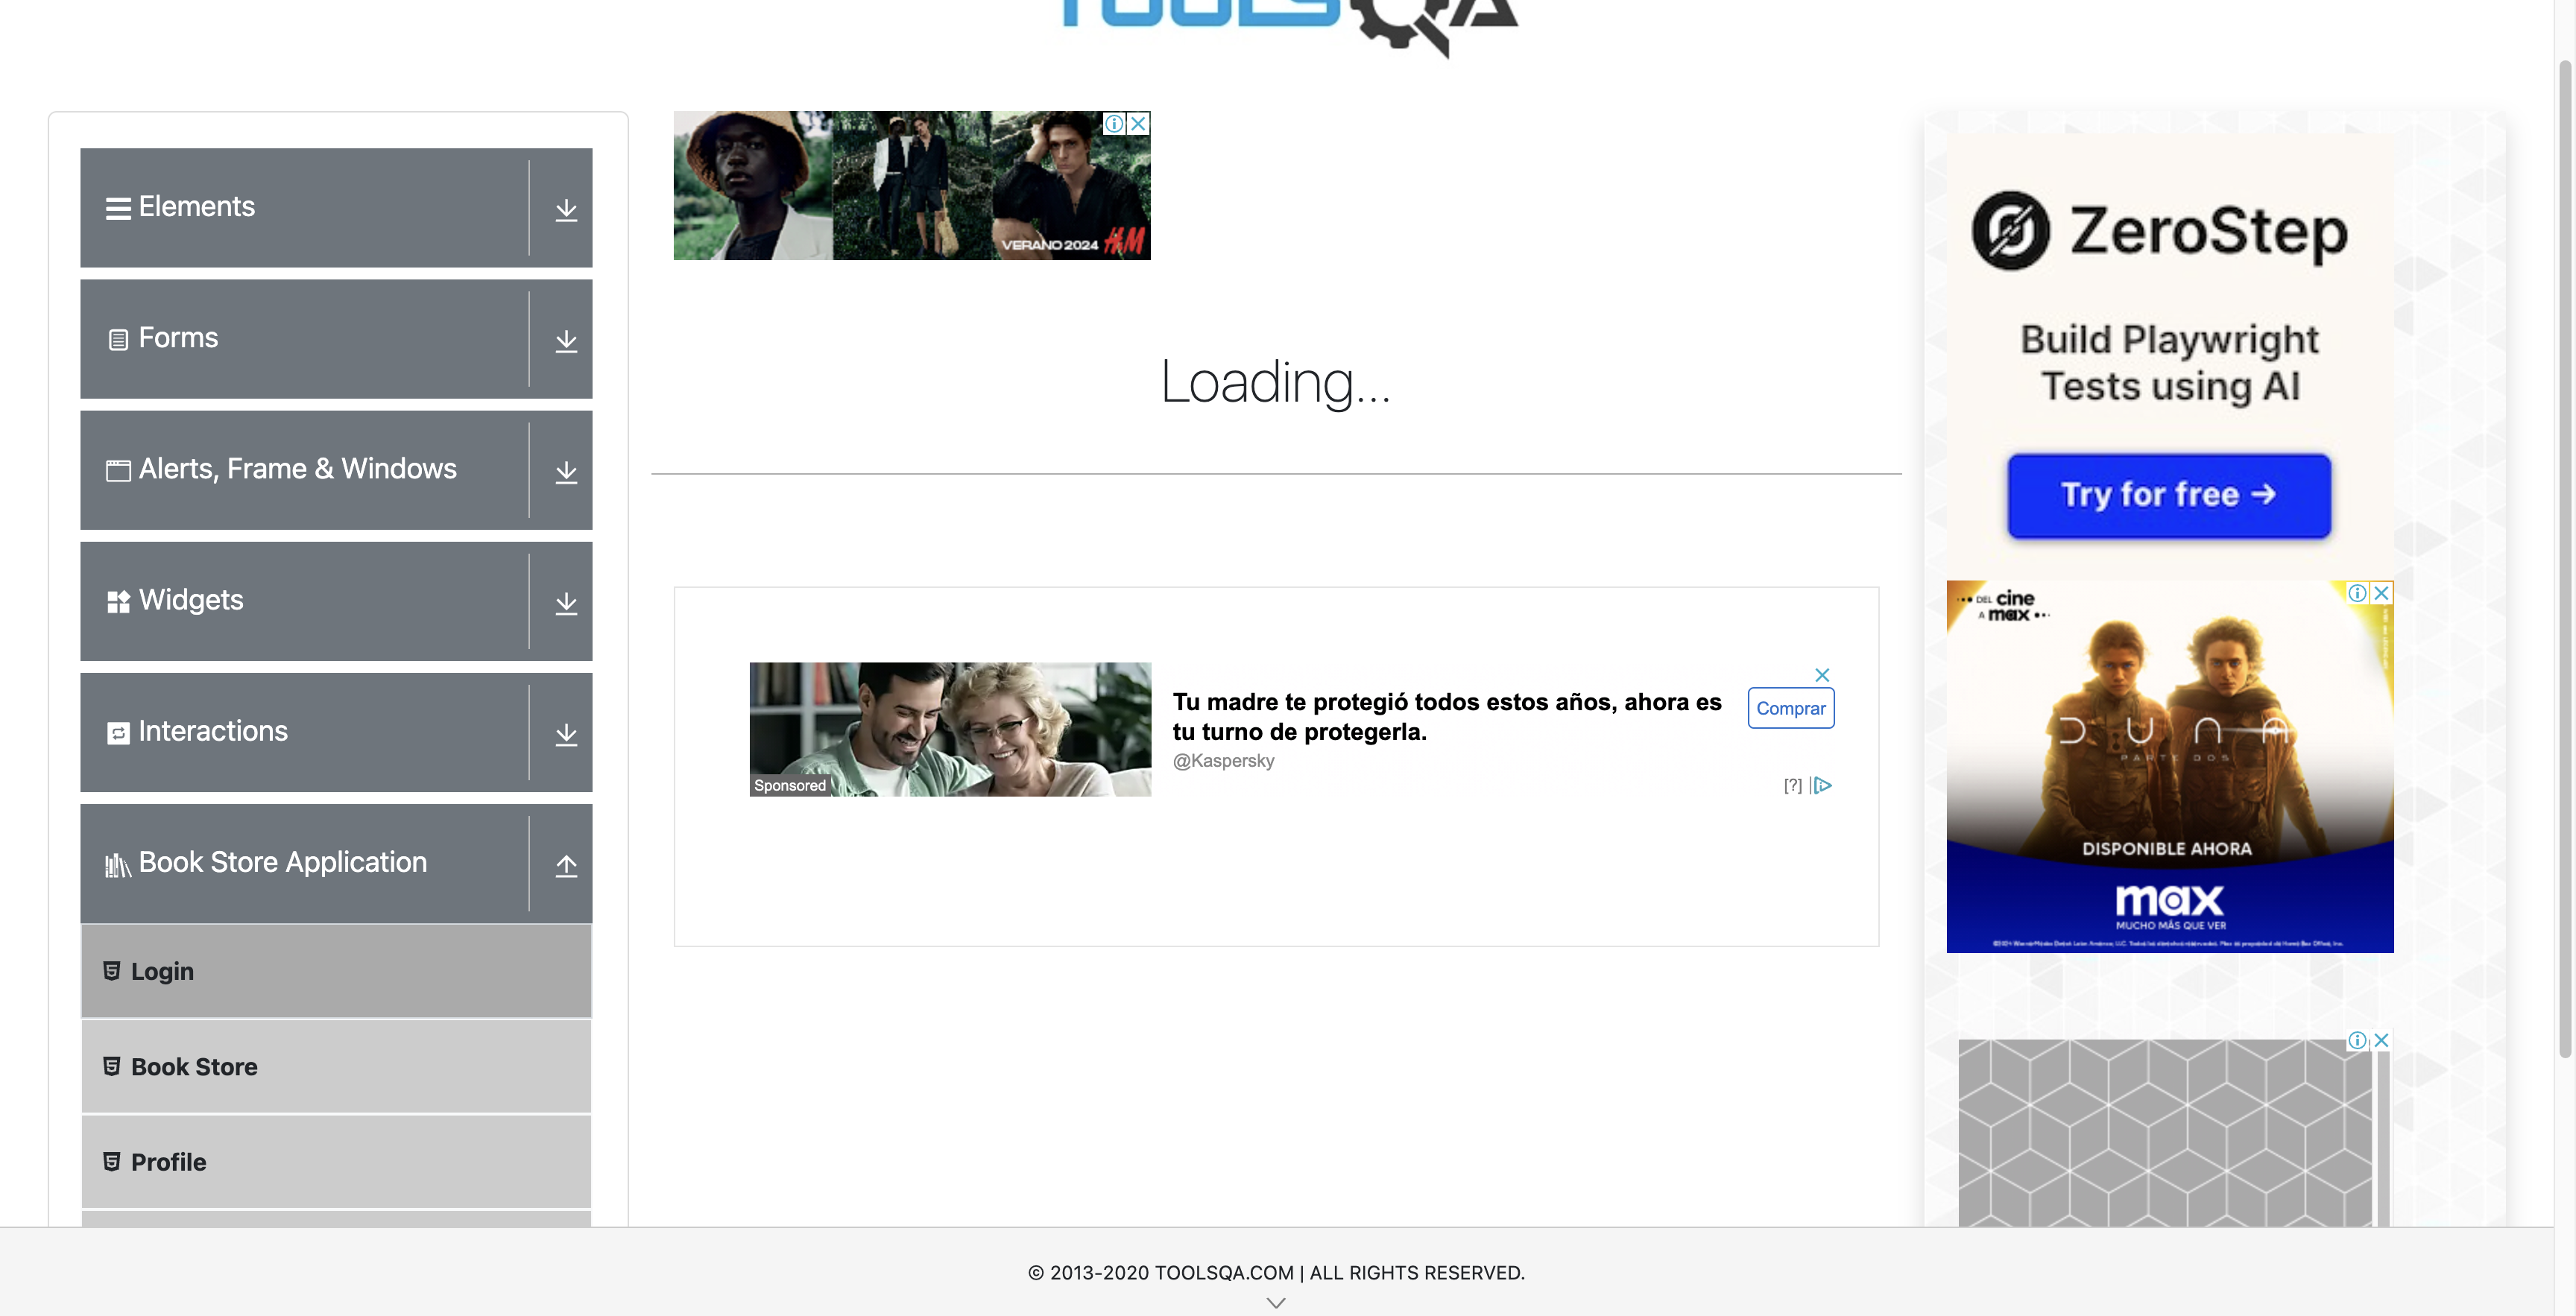 TOOLSQA
Elements
Forms
Alerts, Frame & Windows
Widgets
Interactions
Book Store Application
Login
Book Store
Profile
VERANO 2024 H&M
Loading...
Sponsored
Tu madre te protegió todos estos años, ahora es
tu turno de protegerla.
@Kaspersky
Comprar
[?]
ZeroStep
Build Playwright
Tests using AI
Try for free →
DEL cine
A max
DUNA
PARTE DOS
DISPONIBLE AHORA
max
MUCHO MÁS QUE VER
© 2013-2020 TOOLSQA.COM | ALL RIGHTS RESERVED.